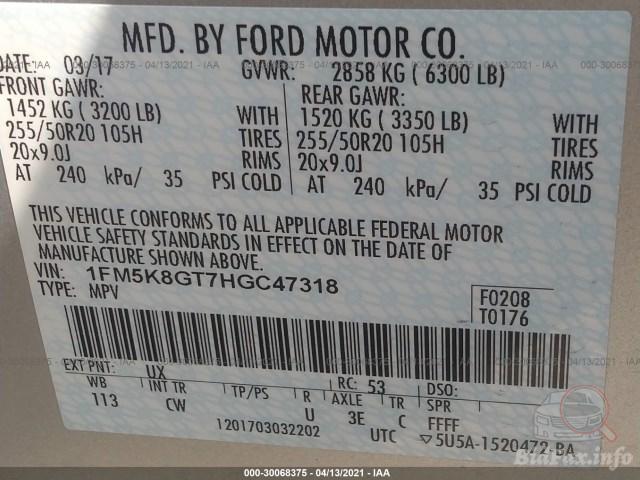 MFD. BY FORD MOTOR CO.
DATE: 03/17 GVWR: 2858 KG ( 6300 LB)
FRONT GAWR: REAR GAWR:
1452 KG ( 3200 LB) WITH 1520 KG ( 3350 LB) WITH
255/50R20 105H TIRES 255/50R20 105H TIRES
20x9.0J RIMS 20x9.0J RIMS
AT 240 kPa/ 35 PSI COLD AT 240 kPa/ 35 PSI COLD
THIS VEHICLE CONFORMS TO ALL APPLICABLE FEDERAL MOTOR
VEHICLE SAFETY STANDARDS IN EFFECT ON THE DATE OF
MANUFACTURE SHOWN ABOVE.
VIN: 1FM5K8GT7HGC47318
TYPE: MPV
F0208
T0176
EXT PNT: UX RC: 53 DSO:
WB INT TR TP/PS R AXLE TR SPR
113 CW U 3E C FFFF
1201703032202 UTC ▽5U5A-1520472-BA
000-30068375 - 04/13/2021 - IAA
BidFax.info